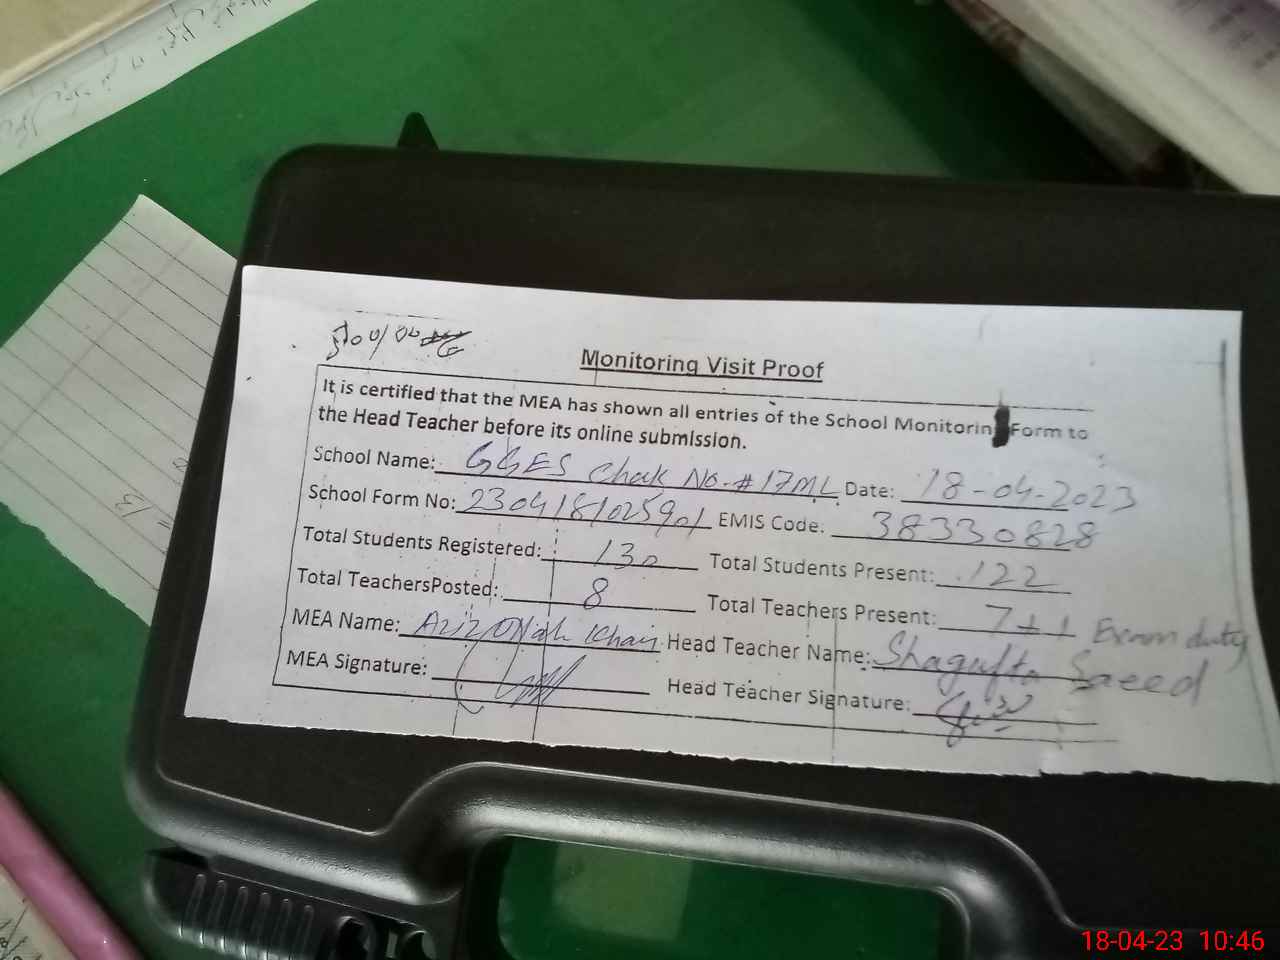 Monitoring Visit Proof
It is certified that the MEA has shown all entries of the School Monitoring Form to
the Head Teacher before its online submission.
School Name: GGES Chak No.# 17ML Date: 18-04-2023
School Form No: 2304181025901 EMIS Code: 38330828
Total Students Registered: 130 Total Students Present: 122
Total TeachersPosted: 8 Total Teachers Present: 7+1 Exam duty
MEA Name: Aziz Ullah Khan Head Teacher Name: Shagufta Saeed
MEA Signature: Head Teacher Signature:
18-04-23 10:46